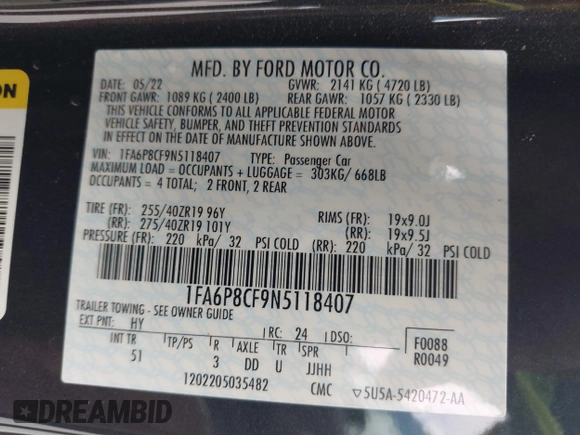 ON
MFD. BY FORD MOTOR CO.
DATE: 05/22 GVWR: 2141 KG ( 4720 LB)
FRONT GAWR: 1089 KG ( 2400 LB) REAR GAWR: 1057 KG ( 2330 LB)
THIS VEHICLE CONFORMS TO ALL APPLICABLE FEDERAL MOTOR
VEHICLE SAFETY, BUMPER, AND THEFT PREVENTION STANDARDS
IN EFFECT ON THE DATE OF MANUFACTURE SHOWN ABOVE.
VIN: 1FA6P8CF9N5118407 TYPE: Passenger Car
MAXIMUM LOAD = OCCUPANTS + LUGGAGE = 303KG/ 668LB
OCCUPANTS = 4 TOTAL; 2 FRONT, 2 REAR
TIRE (FR): 255/40ZR19 96Y RIMS (FR): 19x9.0J
(RR): 275/40ZR19 101Y (RR): 19x9.5J
PRESSURE (FR): 220 kPa/ 32 PSI COLD (RR): 220 kPa/ 32 PSI COLD
1FA6P8CF9N5118407
TRAILER TOWING - SEE OWNER GUIDE
EXT PNT: HY RC: 24 DSO: F0088
INT TR TP/PS R AXLE TR SPR R0049
51 3 DD U JJHH
1202205035482 CMC ▽5U5A-5420472-AA
DREAMBID